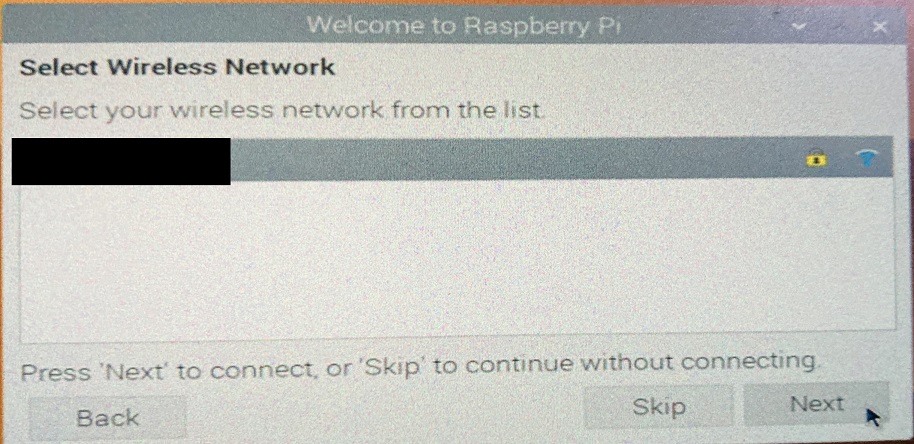 Welcome to Raspberry Pi
Select Wireless Network
Select your wireless network from the list.
Press 'Next' to connect, or 'Skip' to continue without connecting.
Back
Skip
Next